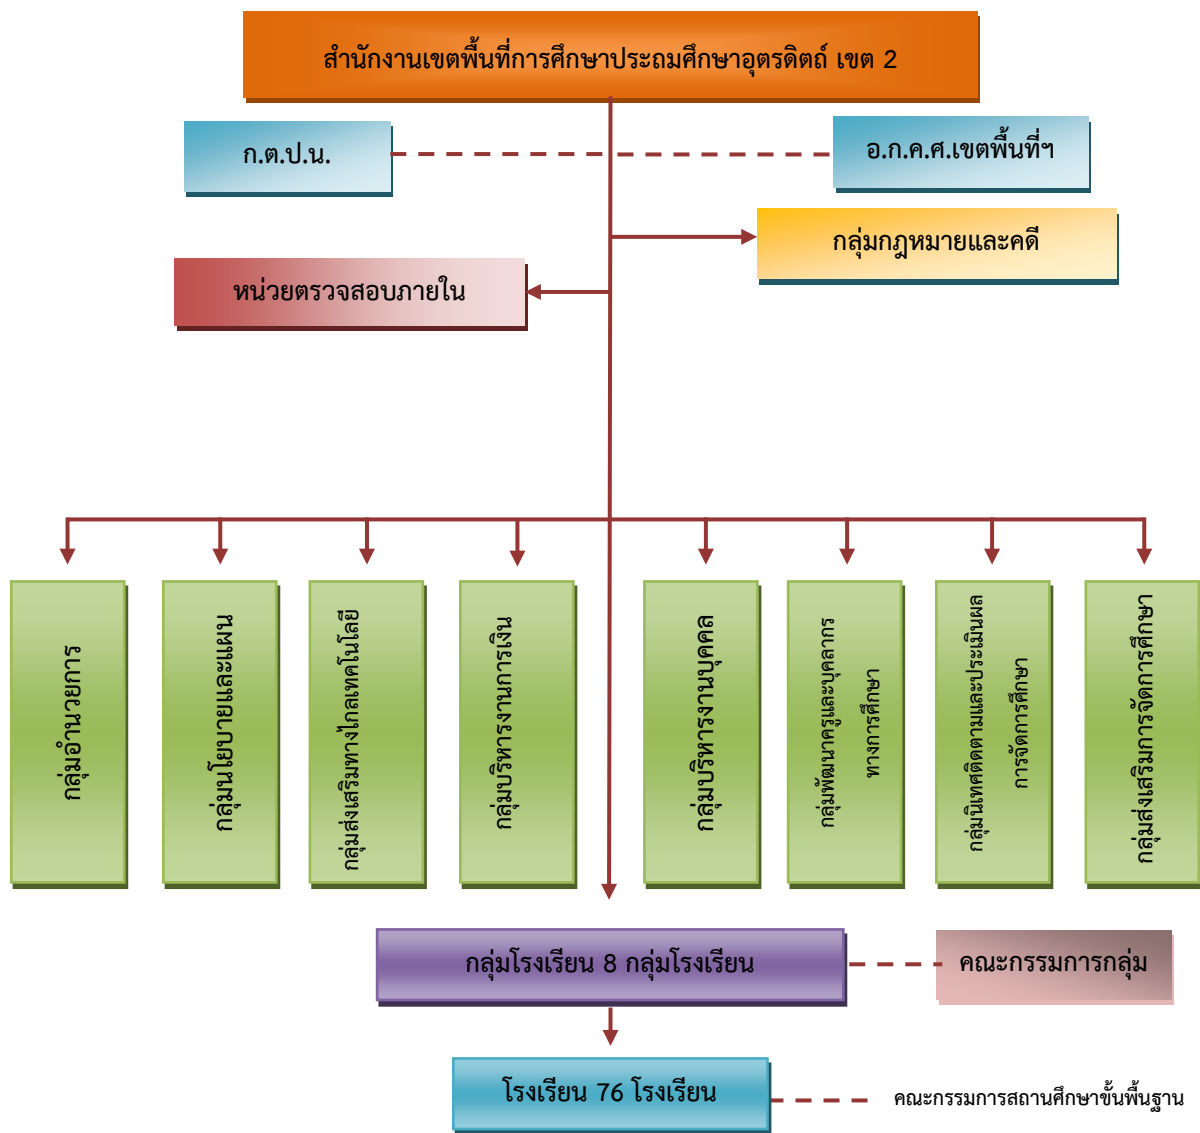 สำนักงานเขตพื้นที่การศึกษาประถมศึกษาอุตรดิตถ์ เขต 2
ก.ต.ป.น.
อ.ก.ค.ศ.เขตพื้นที่ฯ
กลุ่มกฎหมายและคดี
หน่วยตรวจสอบภายใน
กลุ่มอำนวยการ
กลุ่มนโยบายและแผน
กลุ่มส่งเสริมทางไกลเทคโนโลยี
กลุ่มบริหารงานการเงิน
กลุ่มบริหารงานบุคคล
กลุ่มพัฒนาครูและบุคลากร
ทางการศึกษา
กลุ่มนิเทศติดตามและประเมินผล
การจัดการศึกษา
กลุ่มส่งเสริมการจัดการศึกษา
กลุ่มโรงเรียน 8 กลุ่มโรงเรียน
คณะกรรมการกลุ่ม
โรงเรียน 76 โรงเรียน
คณะกรรมการสถานศึกษาขั้นพื้นฐาน